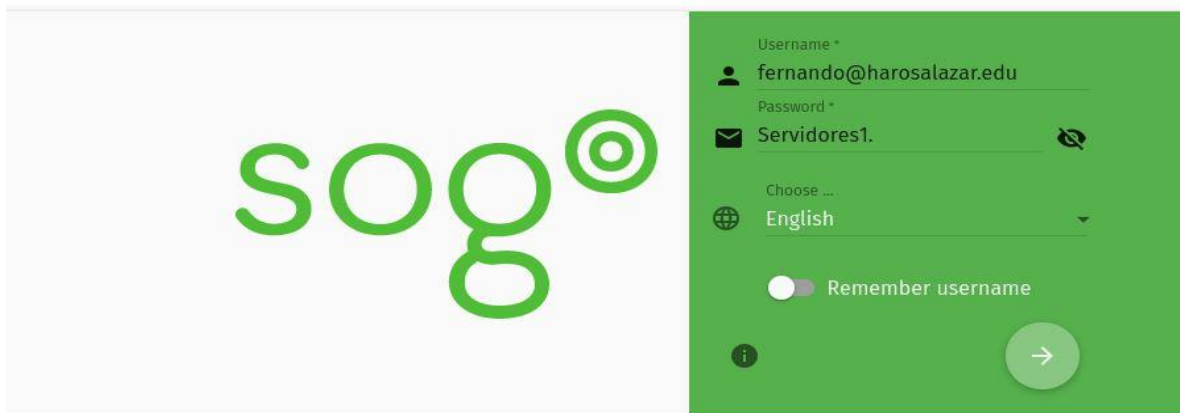 sogo
Username *
fernando@harosalazar.edu
Password *
Servidores1.
Choose ...
English
Remember username